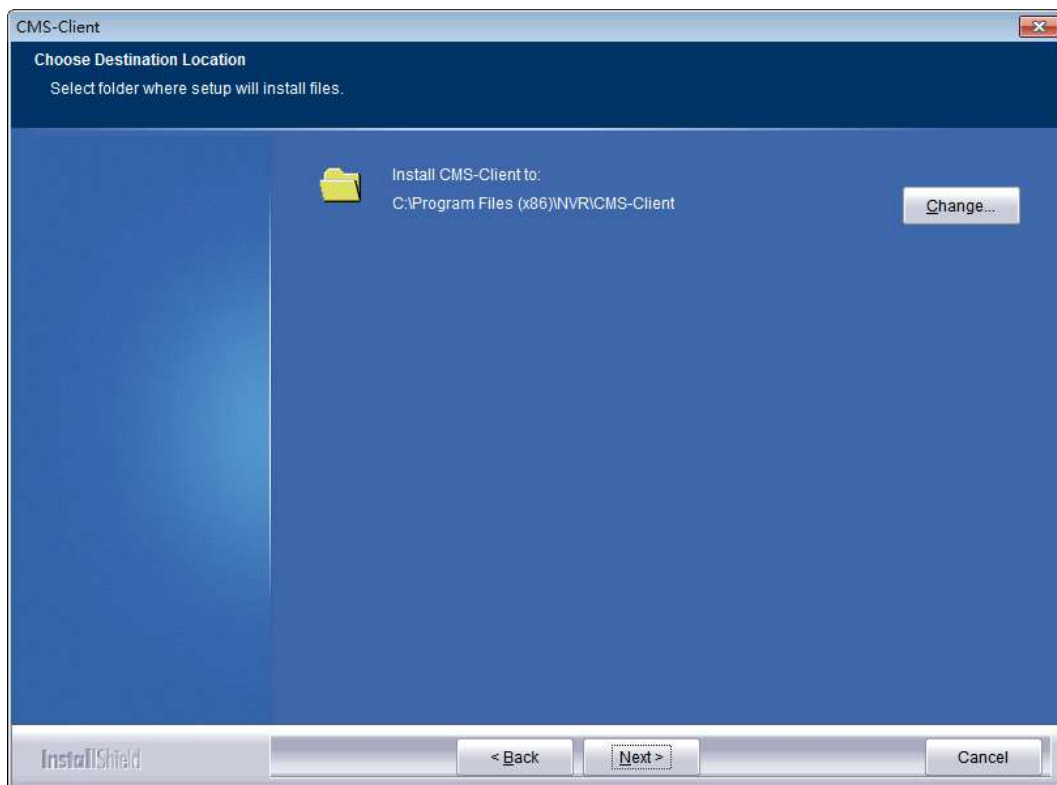 CMS-Client
Choose Destination Location
Select folder where setup will install files.
Install CMS-Client to:
C:\Program Files (x86)\NVR\CMS-Client
Change...
InstallShield
< Back
Next >
Cancel